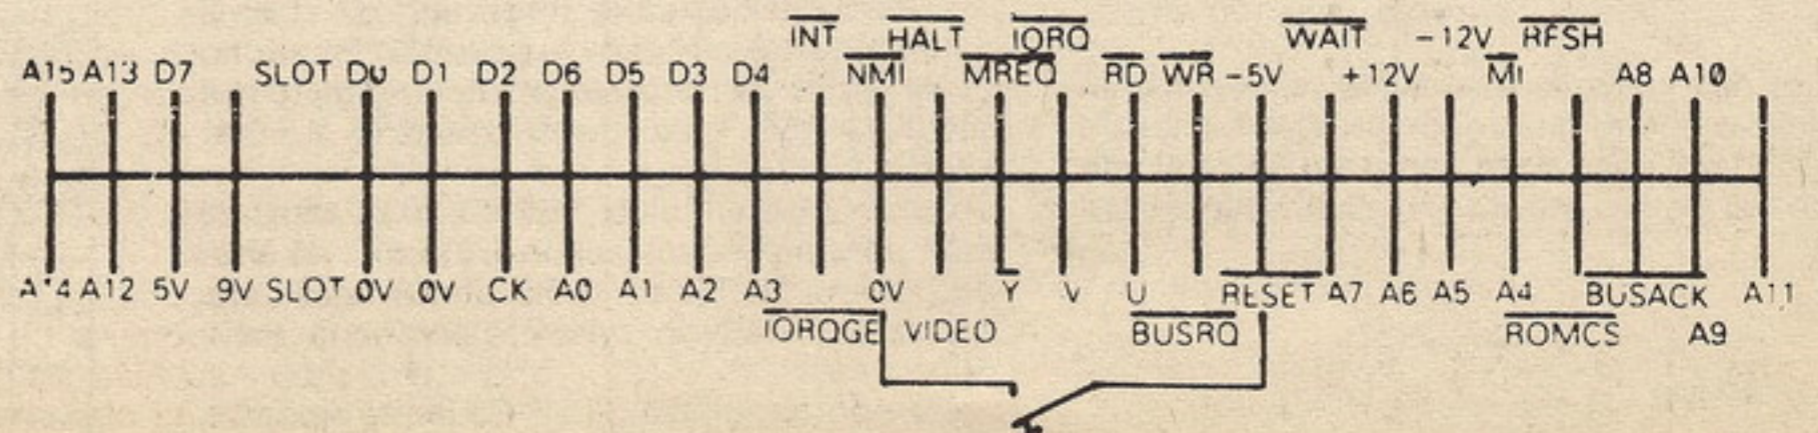 INT HALT IORQ WAIT -12V RFSH
A15 A13 D7 SLOT D0 D1 D2 D6 D5 D3 D4 NMI MREQ RD WR -5V +12V M1 A8 A10
A14 A12 5V 9V SLOT 0V 0V CK A0 A1 A2 A3 0V Y V U RESET A7 A6 A5 A4 BUSACK A11
IORQGE VIDEO BUSRQ ROMCS A9